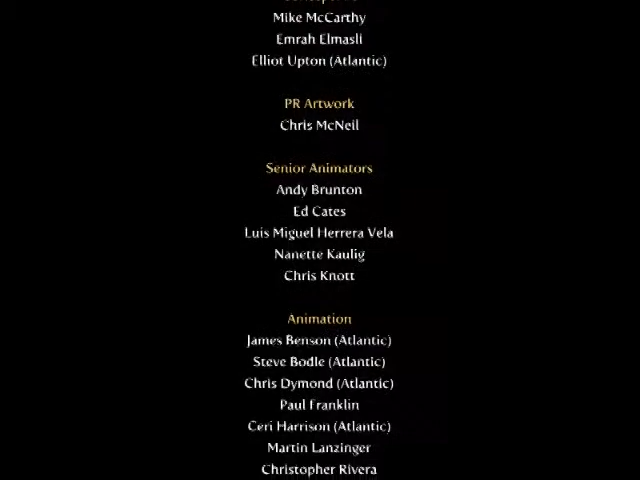 Mike McCarthy
Emrah Elmasli
Elliot Upton (Atlantic)
PR Artwork
Chris McNeil
Senior Animators
Andy Brunton
Ed Cates
Luis Miguel Herrera Vela
Nanette Kaulig
Chris Knott
Animation
James Benson (Atlantic)
Steve Bodle (Atlantic)
Chris Dymond (Atlantic)
Paul Franklin
Ceri Harrison (Atlantic)
Martin Lanzinger
Christopher Rivera